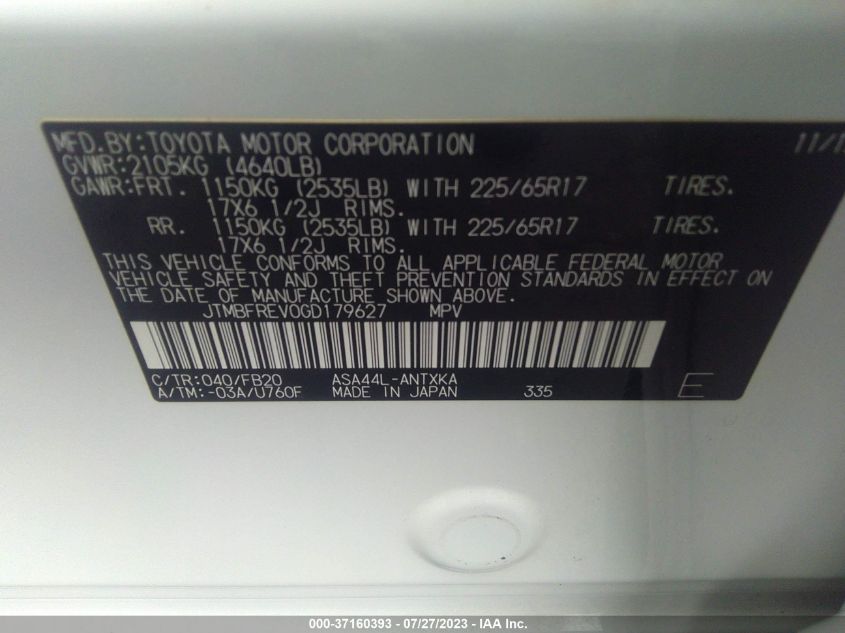 MFD.BY:TOYOTA MOTOR CORPORATION 11/1
GVWR:2105KG (4640LB)
GAWR:FRT. 1150KG (2535LB) WITH 225/65R17 TIRES.
17X6 1/2J RIMS.
RR. 1150KG (2535LB) WITH 225/65R17 TIRES.
17X6 1/2J RIMS.
THIS VEHICLE CONFORMS TO ALL APPLICABLE FEDERAL MOTOR
VEHICLE SAFETY AND THEFT PREVENTION STANDARDS IN EFFECT ON
THE DATE OF MANUFACTURE SHOWN ABOVE.
JTMBFREV0GD179627 MPV
C/TR:040/FB20 ASA44L-ANTXKA
A/TM:-03A/U760F MADE IN JAPAN 335 E
000-37160393 - 07/27/2023 - IAA Inc.